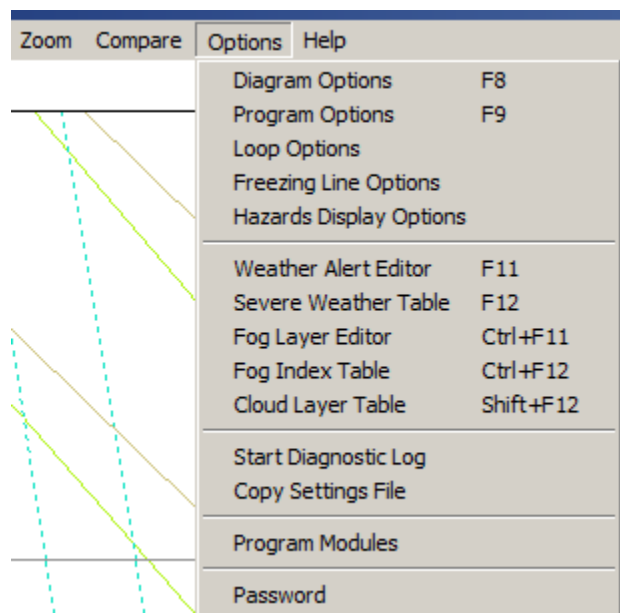 Zoom Compare Options Help
Diagram Options F8
Program Options F9
Loop Options
Freezing Line Options
Hazards Display Options
Weather Alert Editor F11
Severe Weather Table F12
Fog Layer Editor Ctrl+F11
Fog Index Table Ctrl+F12
Cloud Layer Table Shift+F12
Start Diagnostic Log
Copy Settings File
Program Modules
Password